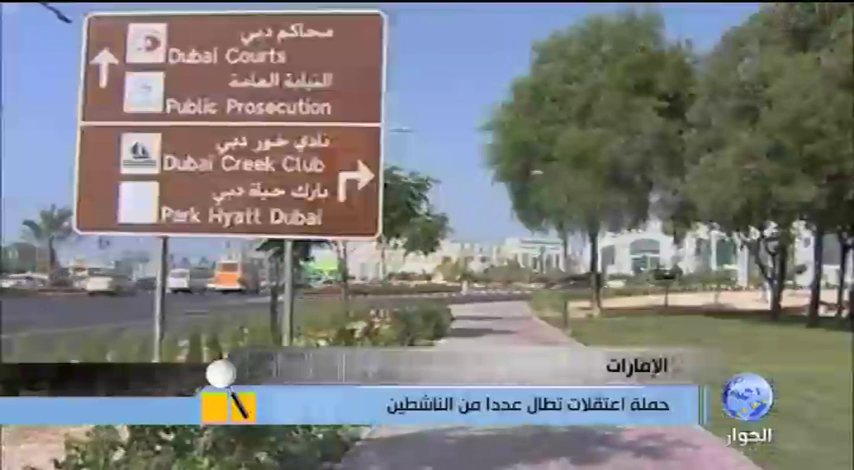 محاكم دبي
Dubai Courts
النيابة العامة
Public Prosecution
نادي خور دبي
Dubai Creek Club
بارك حياة دبي
Park Hyatt Dubai
الإمارات
حملة اعتقلات تطال عددا من الناشطين
الحوار